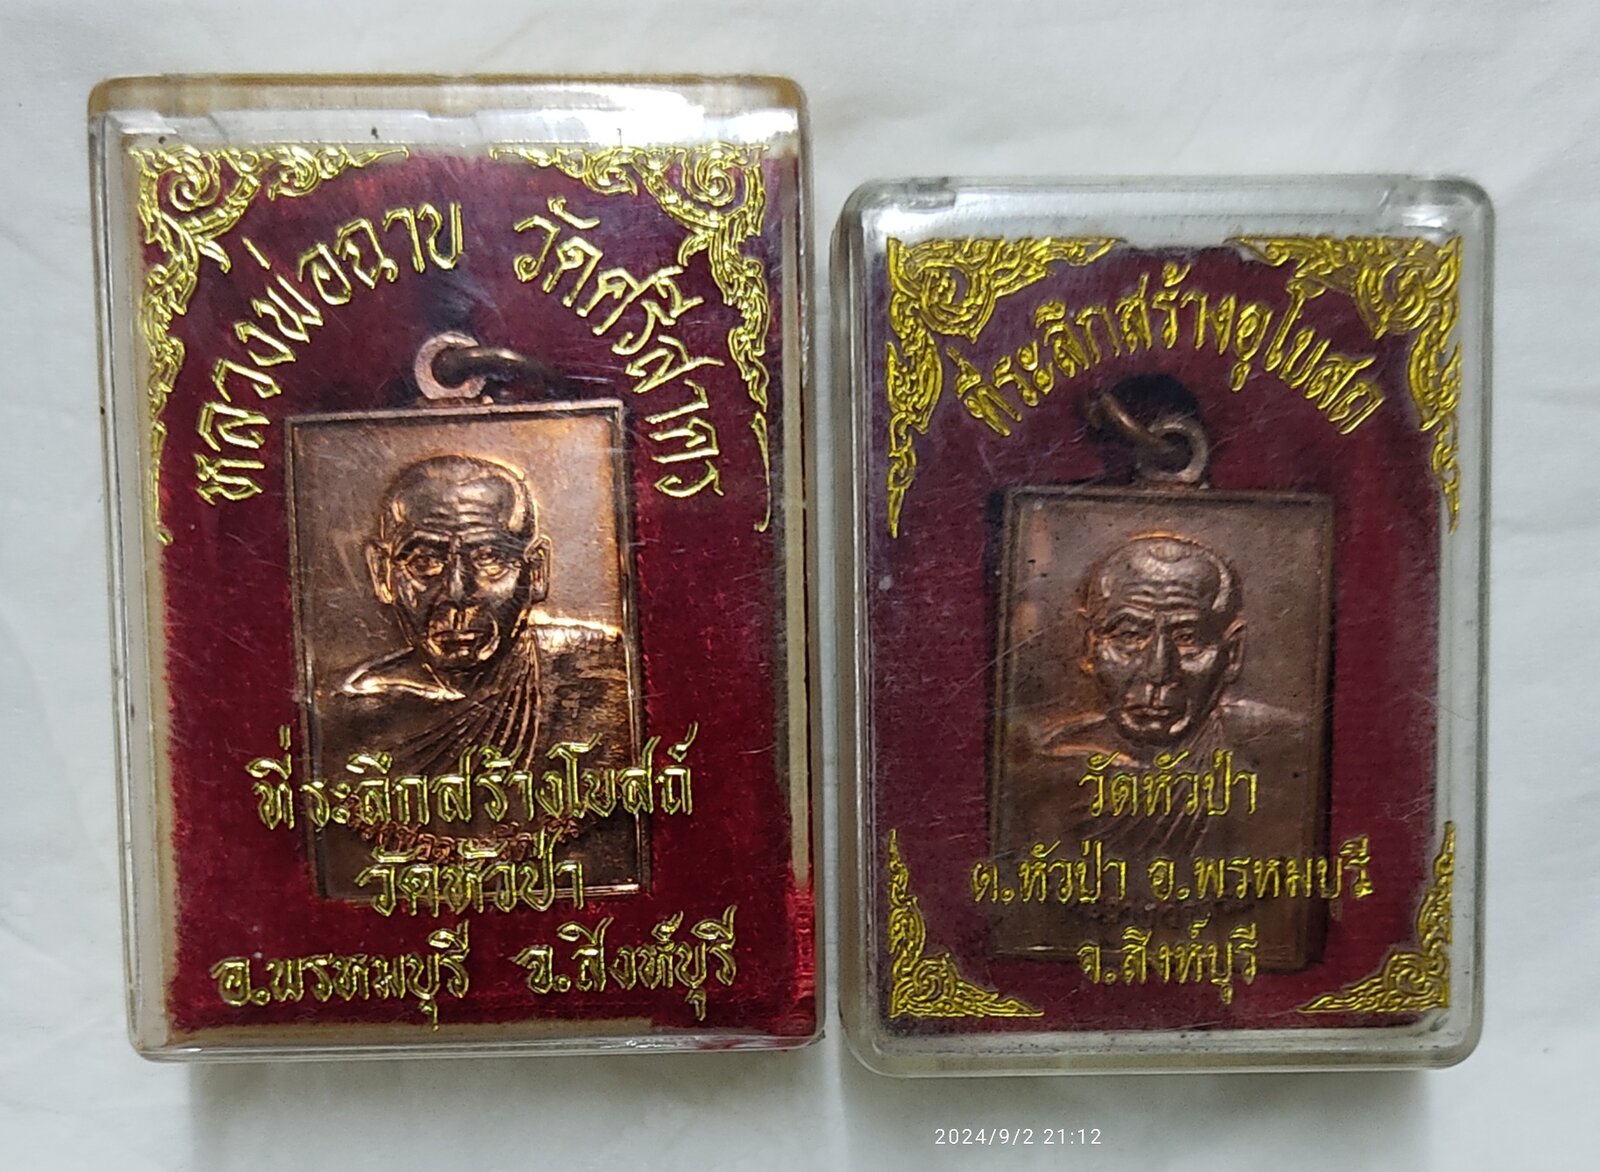 หลวงพ่อฉาบ วัดศรีสาคร
ที่ระลึกสร้างโบสถ์
วัดหัวป่า
อ.พรหมบุรี จ.สิงห์บุรี
ที่ระลึกสร้างอุโบสถ
วัดหัวป่า
ต.หัวป่า อ.พรหมบุรี
จ.สิงห์บุรี
2024/9/2 21:12